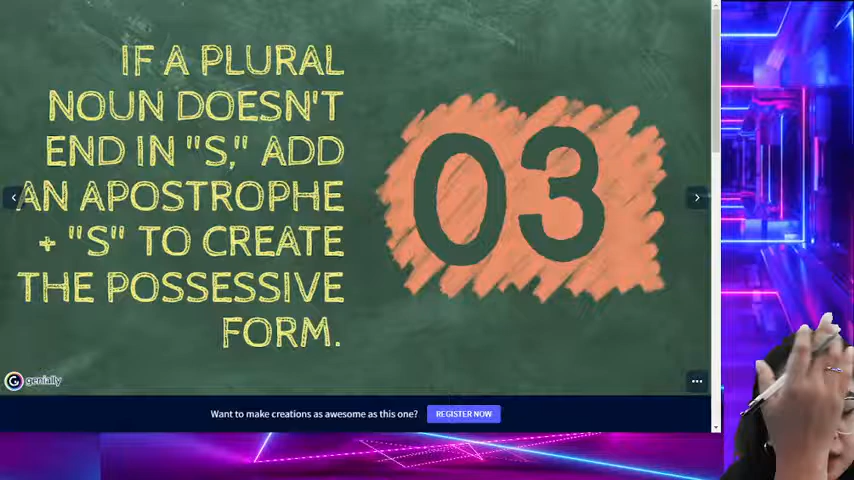 IF A PLURAL
NOUN DOESN'T
END IN "S," ADD
AN APOSTROPHE
+ "S" TO CREATE
THE POSSESSIVE
FORM.
03
genially
Want to make creations as awesome as this one?
REGISTER NOW